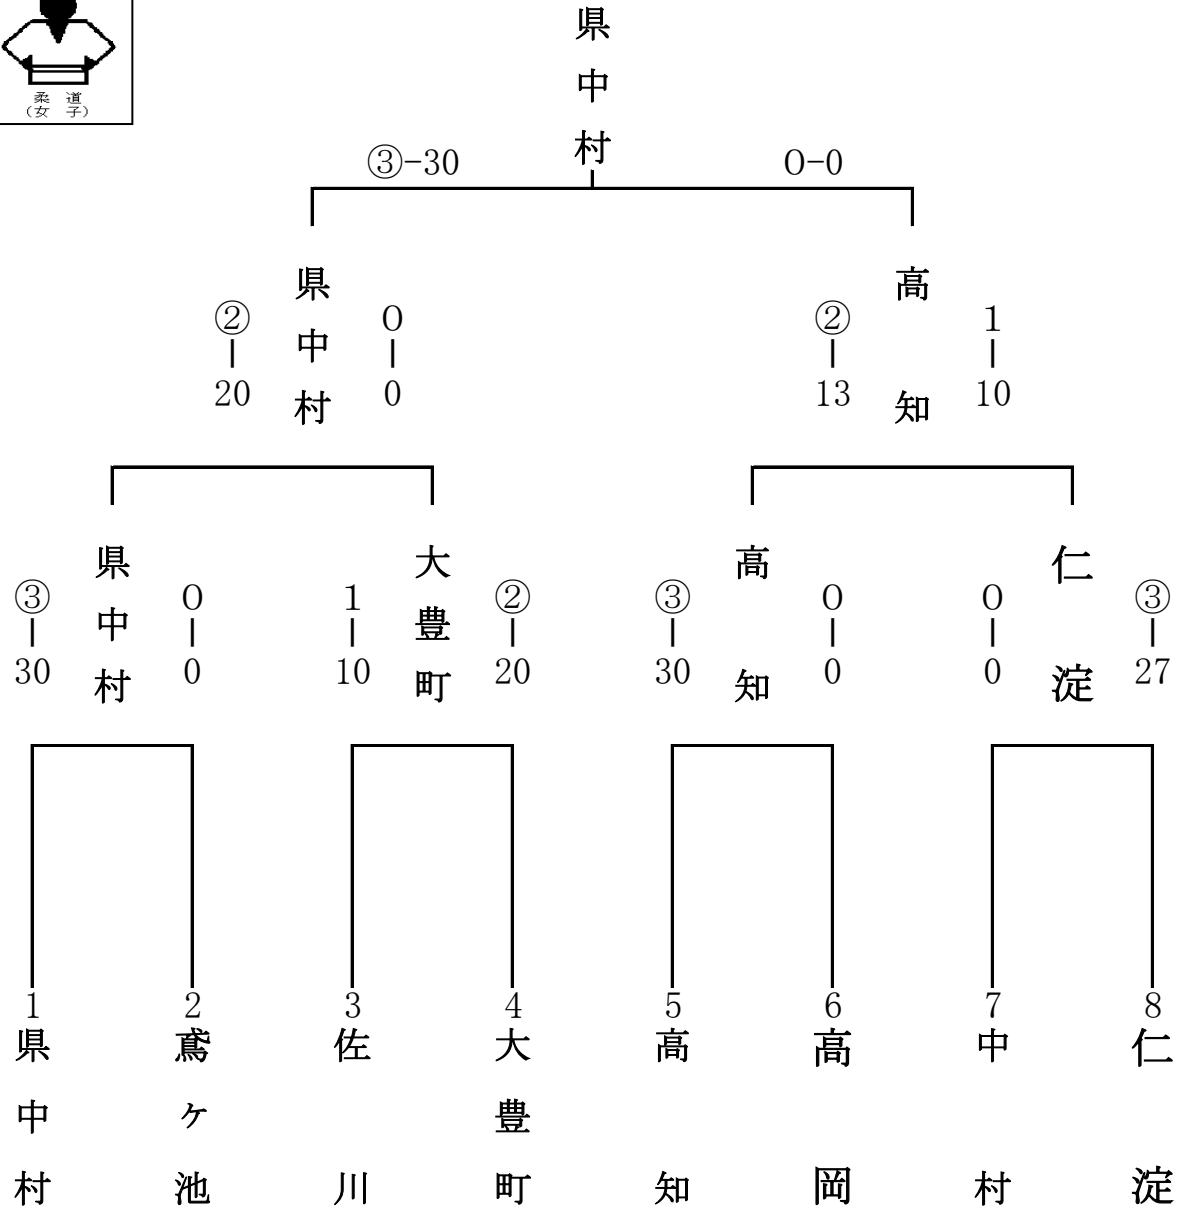 柔 道
(女 子)
県中村
③-30
0-0
県中村
②-20
0-0
高知
②-13
1-10
県中村
③-30
0-0
大豊町
1-10
②-20
高知
③-30
0-0
仁淀
0-0
③-27
1
県中村
2
鳶ヶ池
3
佐川
4
大豊町
5
高知
6
高岡
7
中村
8
仁淀